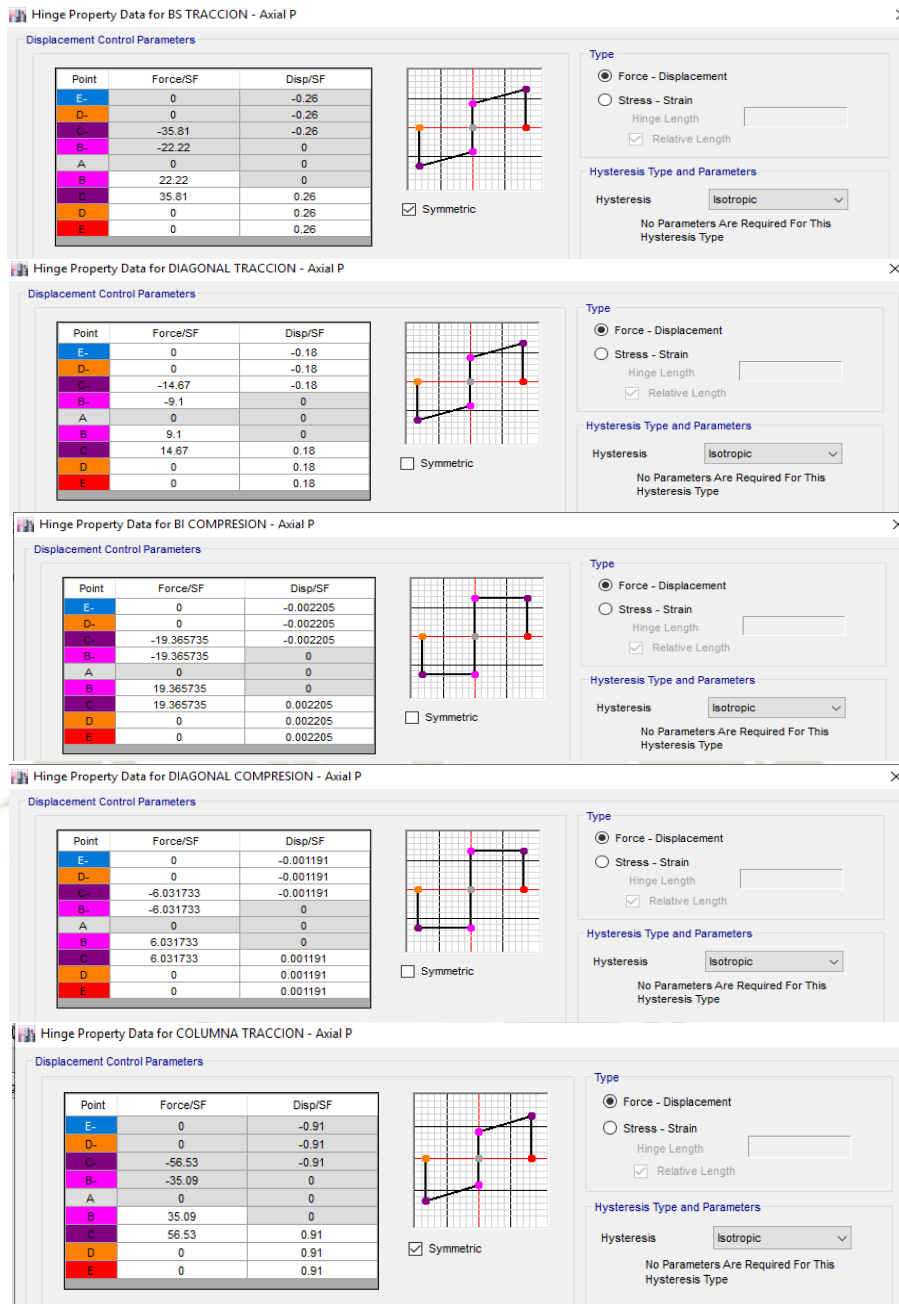 Hinge Property Data for BS TRACCION - Axial P
Displacement Control Parameters
Type
Point Force/SF Disp/SF
E- 0 -0.26
D- 0 -0.26
C- -35.81 -0.26
B- -22.22 0
A 0 0
B 22.22 0
C 35.81 0.26
D 0 0.26
E 0 0.26
Symmetric
Force - Displacement
Stress - Strain
Hinge Length
Relative Length
Hysteresis Type and Parameters
Hysteresis Isotropic
No Parameters Are Required For This
Hysteresis Type
Hinge Property Data for DIAGONAL TRACCION - Axial P
Displacement Control Parameters
Type
Point Force/SF Disp/SF
E- 0 -0.18
D- 0 -0.18
C- -14.67 -0.18
B- -9.1 0
A 0 0
B 9.1 0
C 14.67 0.18
D 0 0.18
E 0 0.18
Symmetric
Force - Displacement
Stress - Strain
Hinge Length
Relative Length
Hysteresis Type and Parameters
Hysteresis Isotropic
No Parameters Are Required For This
Hysteresis Type
Hinge Property Data for BI COMPRESION - Axial P
Displacement Control Parameters
Type
Point Force/SF Disp/SF
E- 0 -0.002205
D- 0 -0.002205
C- -19.365735 -0.002205
B- -19.365735 0
A 0 0
B 19.365735 0
C 19.365735 0.002205
D 0 0.002205
E 0 0.002205
Symmetric
Force - Displacement
Stress - Strain
Hinge Length
Relative Length
Hysteresis Type and Parameters
Hysteresis Isotropic
No Parameters Are Required For This
Hysteresis Type
Hinge Property Data for DIAGONAL COMPRESION - Axial P
Displacement Control Parameters
Type
Point Force/SF Disp/SF
E- 0 -0.001191
D- 0 -0.001191
C- -6.031733 -0.001191
B- -6.031733 0
A 0 0
B 6.031733 0
C 6.031733 0.001191
D 0 0.001191
E 0 0.001191
Symmetric
Force - Displacement
Stress - Strain
Hinge Length
Relative Length
Hysteresis Type and Parameters
Hysteresis Isotropic
No Parameters Are Required For This
Hysteresis Type
Hinge Property Data for COLUMNA TRACCION - Axial P
Displacement Control Parameters
Type
Point Force/SF Disp/SF
E- 0 -0.91
D- 0 -0.91
C- -56.53 -0.91
B- -35.09 0
A 0 0
B 35.09 0
C 56.53 0.91
D 0 0.91
E 0 0.91
Symmetric
Force - Displacement
Stress - Strain
Hinge Length
Relative Length
Hysteresis Type and Parameters
Hysteresis Isotropic
No Parameters Are Required For This
Hysteresis Type